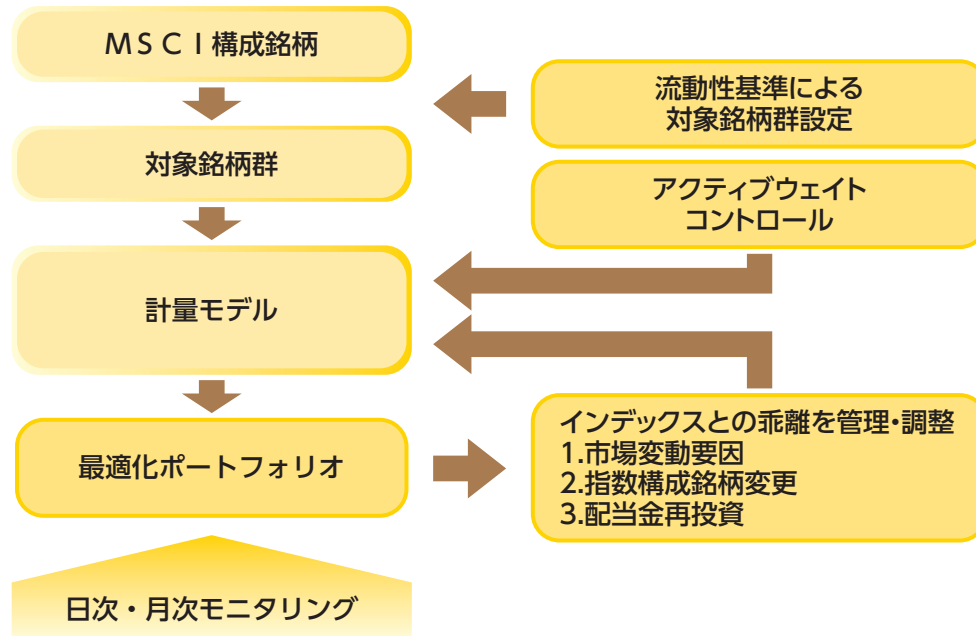 MSCI構成銘柄
流動性基準による
対象銘柄群設定
対象銘柄群
アクティブウェイト
コントロール
計量モデル
最適化ポートフォリオ
インデックスとの乖離を管理・調整
1.市場変動要因
2.指数構成銘柄変更
3.配当金再投資
日次・月次モニタリング